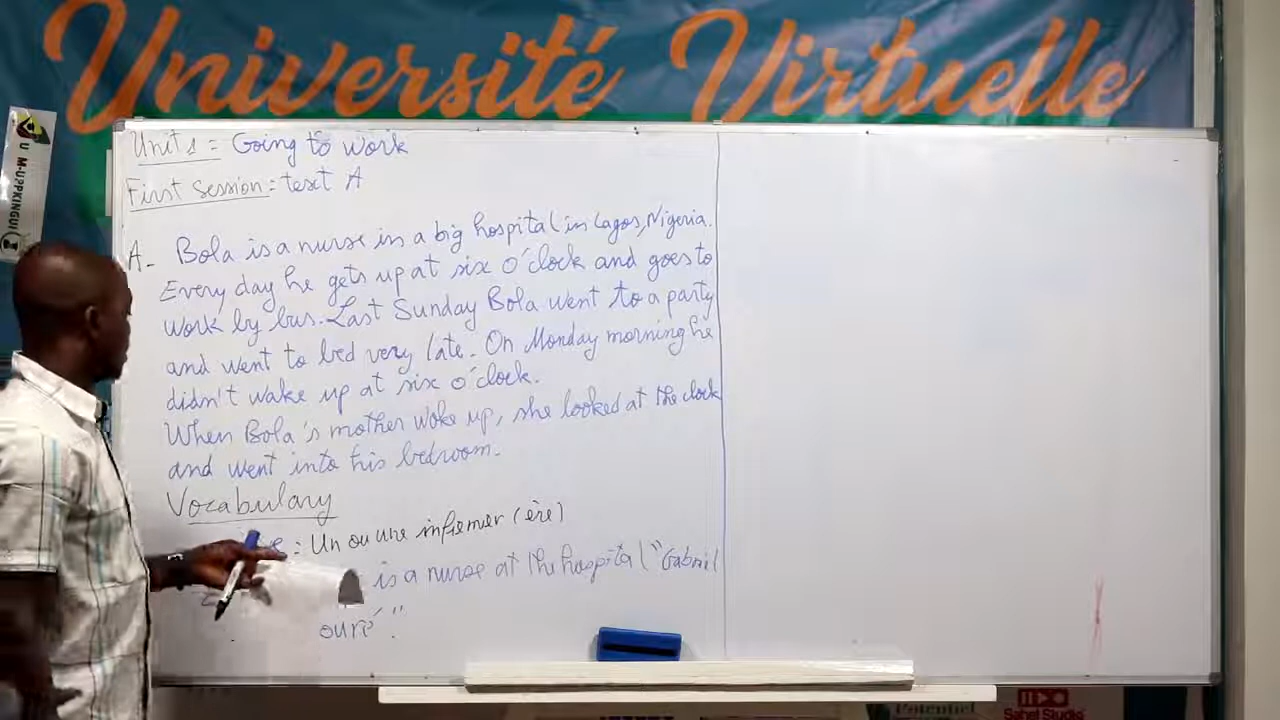 Université Virtuelle
U M-UPPKINGUI
Unit 1 = Going to work
First Session: text A
A- Bola is a nurse in a big hospital in Lagos, Nigeria.
Every day he gets up at six o'clock and goes to
work by bus. Last Sunday Bola went to a party
and went to bed very late. On Monday morning he
didn't wake up at six o'clock.
When Bola's mother woke up, she looked at the clock
and went into his bedroom.
Vocabulary
: Un ou une infirmier (ère)
is a nurse at the hospital "Gabriel
ouré".
Potentiel
Sahel Studio